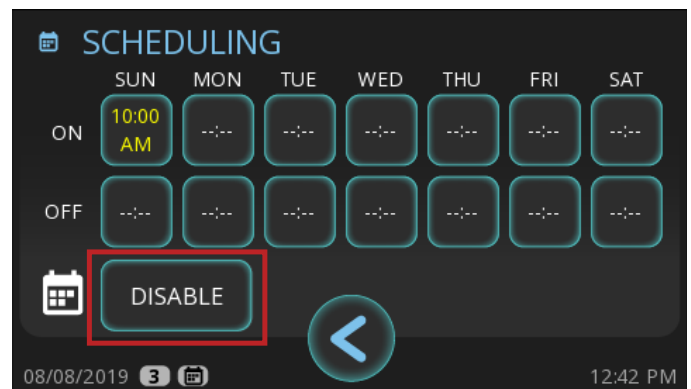 SCHEDULING
SUN MON TUE WED THU FRI SAT
ON 10:00 AM --:-- --:-- --:-- --:-- --:-- --:--
OFF --:-- --:-- --:-- --:-- --:-- --:-- --:--
DISABLE
08/08/2019 3 12:42 PM